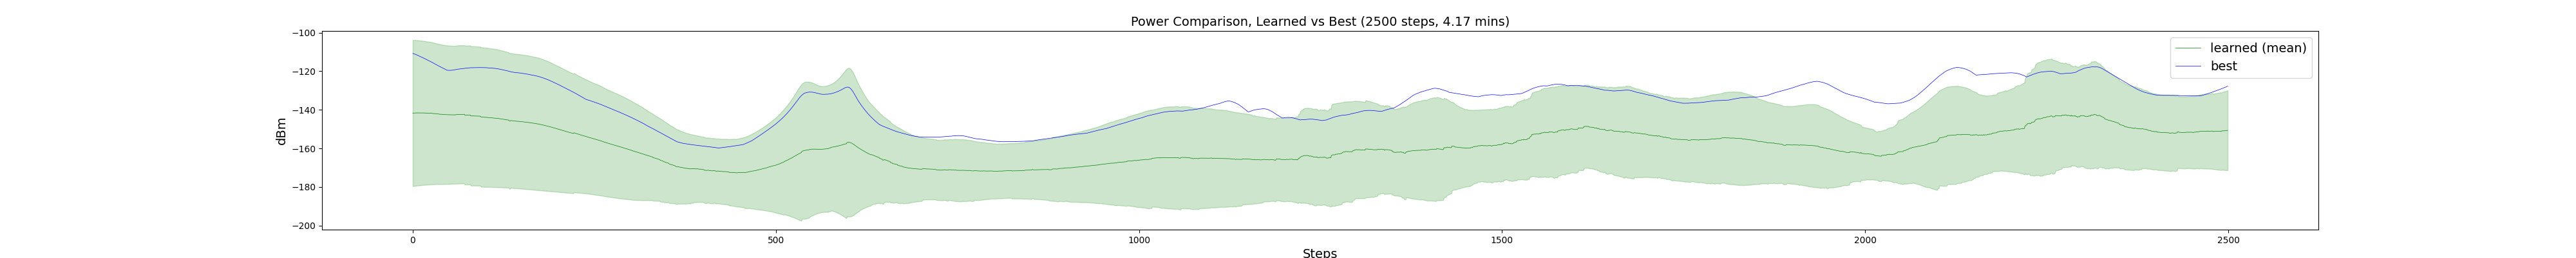 Power Comparison, Learned vs Best (2500 steps, 4.17 mins)
−100
−120
−140
−160
−180
−200
dBm
learned (mean)
best
0 500 1000 1500 2000 2500
Steps